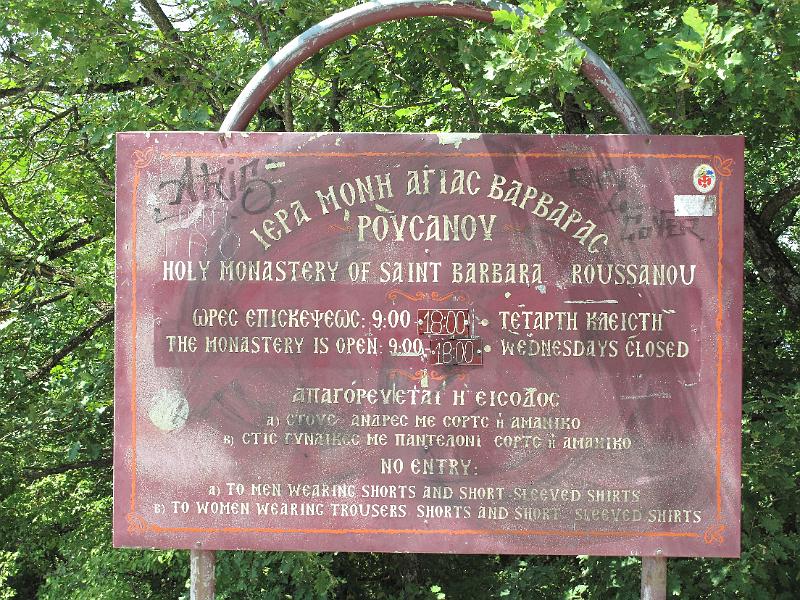 ΙΕΡΑ ΜΟΝΗ ΑΓΙΑΣ ΒΑΡΒΑΡΑΣ
ΡΟΥΣΑΝΟΥ
HOLY MONASTERY OF SAINT BARBARA ROUSSANOU
ΩΡΕΣ ΕΠΙΣΚΕΨΕΩΣ: 9:00 18:00 • ΤΕΤΑΡΤΗ ΚΛΕΙΣΤΗ
THE MONASTERY IS OPEN: 9:00 18:00 • WEDNESDAYS CLOSED
ΑΠΑΓΟΡΕΥΕΤΑΙ Η ΕΙΣΟΔΟΣ
Α) ΣΤΟΥΣ ΑΝΔΡΕΣ ΜΕ ΣΟΡΤΣ Ή ΑΜΑΝΙΚΟ
Β) ΣΤΙΣ ΓΥΝΑΙΚΕΣ ΜΕ ΠΑΝΤΕΛΟΝΙ ΣΟΡΤΣ Ή ΑΜΑΝΙΚΟ
NO ENTRY:
A) TO MEN WEARING SHORTS AND SHORT SLEEVED SHIRTS
B) TO WOMEN WEARING TROUSERS SHORTS AND SHORT SLEEVED SHIRTS